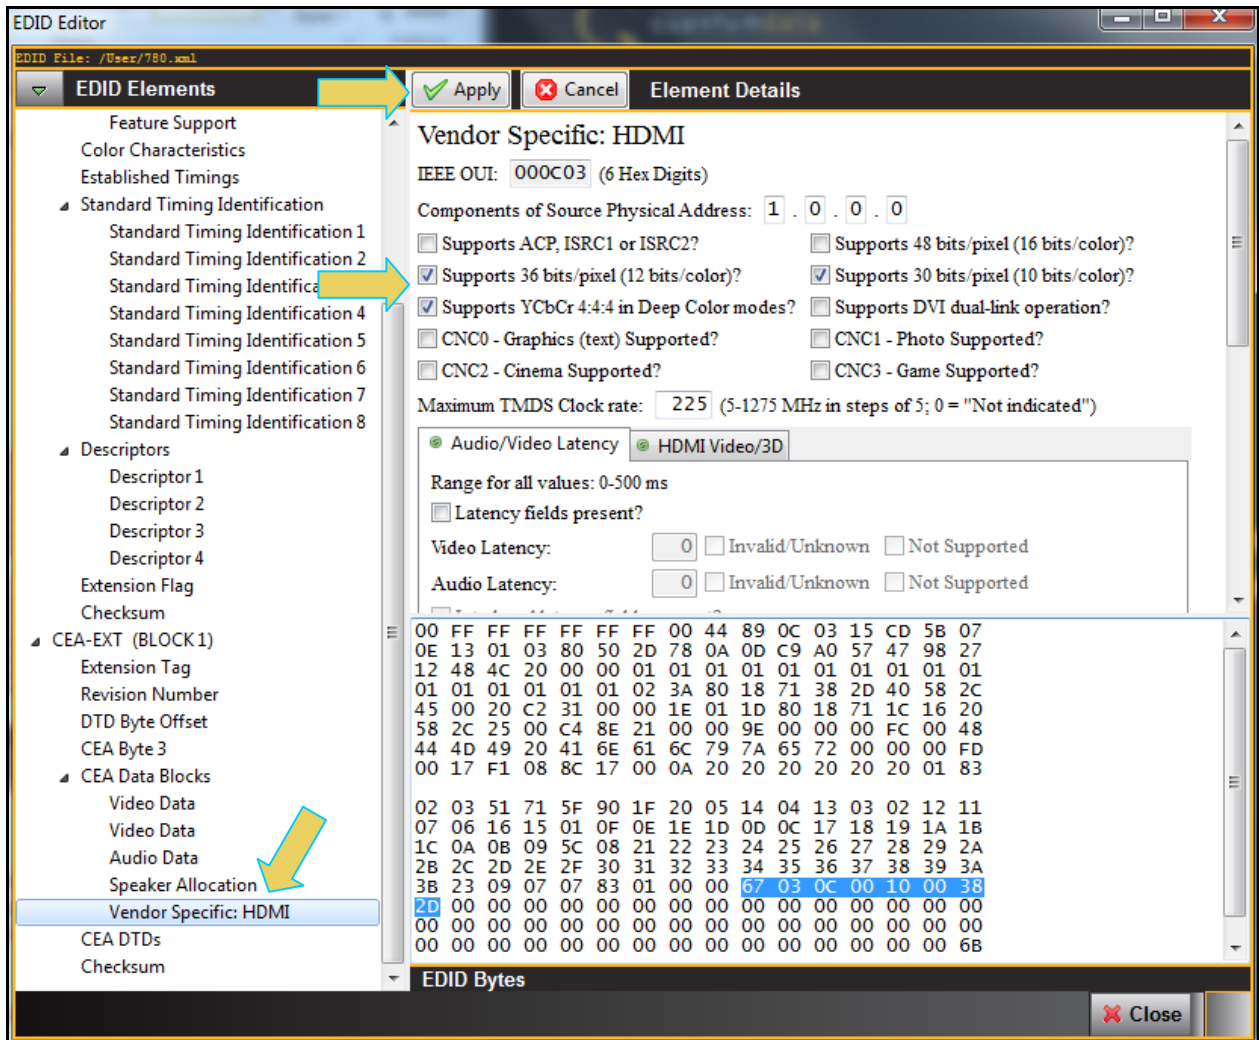 EDID Editor
EDID File: /User/780.xml
EDID Elements
Apply
Cancel
Element Details
Feature Support
Color Characteristics
Established Timings
Standard Timing Identification
Standard Timing Identification 1
Standard Timing Identification 2
Standard Timing Identifica
Standard Timing Identification 4
Standard Timing Identification 5
Standard Timing Identification 6
Standard Timing Identification 7
Standard Timing Identification 8
Descriptors
Descriptor 1
Descriptor 2
Descriptor 3
Descriptor 4
Extension Flag
Checksum
CEA-EXT (BLOCK 1)
Extension Tag
Revision Number
DTD Byte Offset
CEA Byte 3
CEA Data Blocks
Video Data
Video Data
Audio Data
Speaker Allocation
Vendor Specific: HDMI
CEA DTDs
Checksum
Vendor Specific: HDMI
IEEE OUI: 000C03 (6 Hex Digits)
Components of Source Physical Address: 1 . 0 . 0 . 0
Supports ACP, ISRC1 or ISRC2? Supports 48 bits/pixel (16 bits/color)?
Supports 36 bits/pixel (12 bits/color)? Supports 30 bits/pixel (10 bits/color)?
Supports YCbCr 4:4:4 in Deep Color modes? Supports DVI dual-link operation?
CNC0 - Graphics (text) Supported? CNC1 - Photo Supported?
CNC2 - Cinema Supported? CNC3 - Game Supported?
Maximum TMDS Clock rate: 225 (5-1275 MHz in steps of 5; 0 = "Not indicated")
Audio/Video Latency HDMI Video/3D
Range for all values: 0-500 ms
Latency fields present?
Video Latency: 0 Invalid/Unknown Not Supported
Audio Latency: 0 Invalid/Unknown Not Supported
00 FF FF FF FF FF FF 00 44 89 0C 03 15 CD 5B 07
0E 13 01 03 80 50 2D 78 0A 0D C9 A0 57 47 98 27
12 48 4C 20 00 00 01 01 01 01 01 01 01 01 01 01
01 01 01 01 01 01 02 3A 80 18 71 38 2D 40 58 2C
45 00 20 C2 31 00 00 1E 01 1D 80 18 71 1C 16 20
58 2C 25 00 C4 8E 21 00 00 9E 00 00 00 FC 00 48
44 4D 49 20 41 6E 61 6C 79 7A 65 72 00 00 00 FD
00 17 F1 08 8C 17 00 0A 20 20 20 20 20 20 01 83
02 03 51 71 5F 90 1F 20 05 14 04 13 03 02 12 11
07 06 16 15 01 0F 0E 1E 1D 0D 0C 17 18 19 1A 1B
1C 0A 0B 09 5C 08 21 22 23 24 25 26 27 28 29 2A
2B 2C 2D 2E 2F 30 31 32 33 34 35 36 37 38 39 3A
3B 23 09 07 07 83 01 00 00 67 03 0C 00 10 00 38
2D 00 00 00 00 00 00 00 00 00 00 00 00 00 00 00
00 00 00 00 00 00 00 00 00 00 00 00 00 00 00 00
00 00 00 00 00 00 00 00 00 00 00 00 00 00 00 6B
EDID Bytes
Close